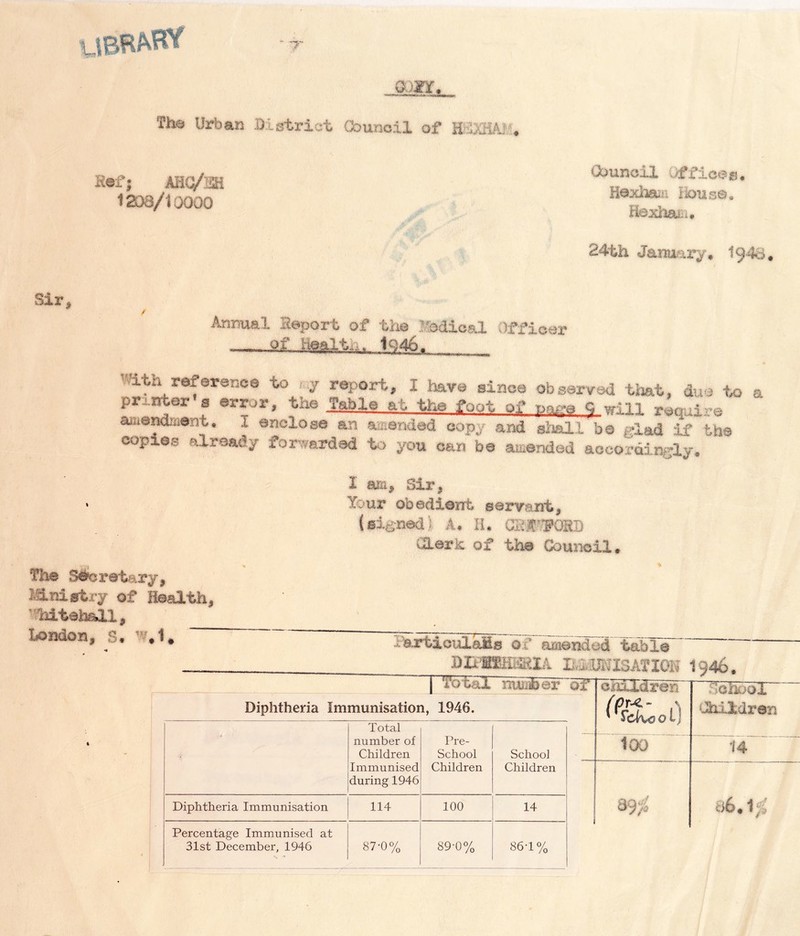 LIBRARY
- 7 -
COPY.
The Urban District Council of HEXHAM.
Ref; AHC/EH
1208/10000
Council Offices.
Hexham House.
Hexham.
24th January. 1948.
Sir,
Annual Report of the Medical Officer
of Health. 1946.
With reference to my report, I have since observed that, due to a
printer's error, the Table at the foot of page 9 will require
amendment. I enclose an amended copy and shall be glad if the
copies already forwarded to you can be amended accordingly.
I am, Sir,
Your obedient servant,
(signed) A. H. CRAWFORD
Clerk of the Council.
The Secretary,
Ministry of Health,
Whitehall,
London, S. W.1.
Particulars of amended table
DIPHTHERIA IMMUNISATION 1946.
Total number of
children
(Pre-School)
School
Children
100
14
89%
86.1%
Diphtheria Immunisation, 1946.
Total
number of
Children
Immunised
during 1946
Pre-
School
Children
School
Children
Diphtheria Immunisation 114 100 14
Percentage Immunised at
31st December, 1946 87·0% 89·0% 86·1%